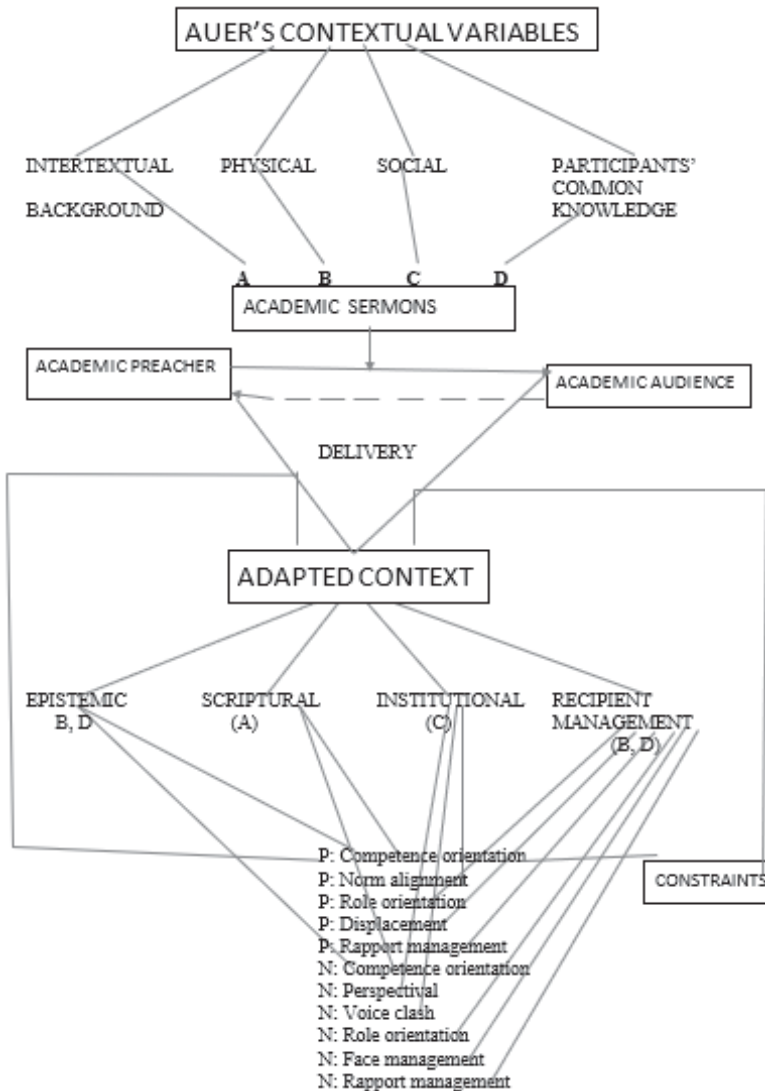 AUER'S CONTEXTUAL VARIABLES
INTERTEXTUAL
BACKGROUND
PHYSICAL
SOCIAL
PARTICIPANTS'
COMMON
KNOWLEDGE
A B C D
ACADEMIC SERMONS
ACADEMIC PREACHER
ACADEMIC AUDIENCE
DELIVERY
ADAPTED CONTEXT
EPISTEMIC
B, D
SCRIPTURAL
(A)
INSTITUTIONAL
(C)
RECIPIENT
MANAGEMENT
(B, D)
P: Competence orientation
P: Norm alignment
P: Role orientation
P: Displacement
P: Rapport management
N: Competence orientation
N: Perspectival
N: Voice clash
N: Role orientation
N: Face management
N: Rapport management
CONSTRAINTS